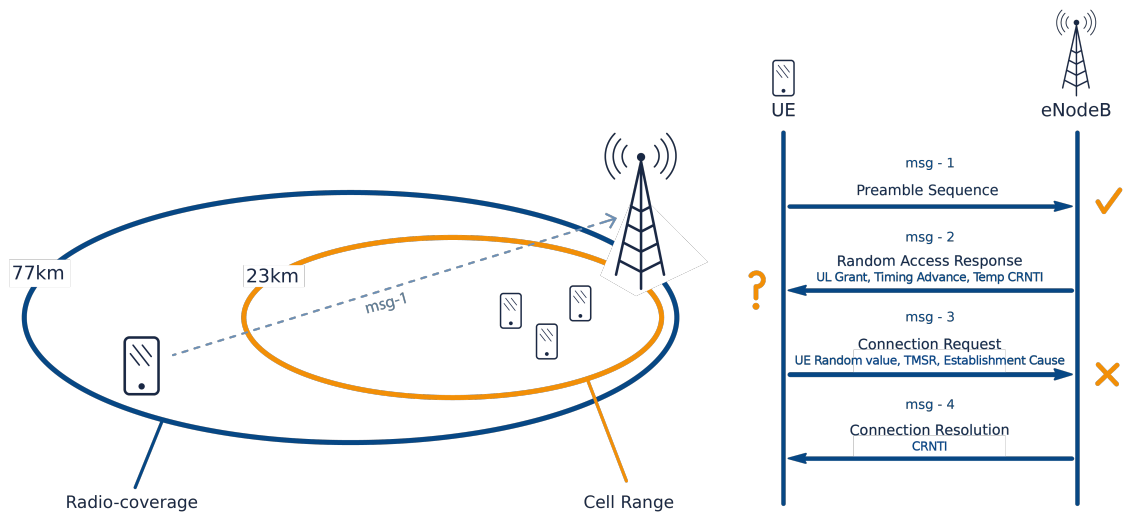 77km
23km
msg-1
Radio-coverage
Cell Range
UE
eNodeB
msg - 1
Preamble Sequence
msg - 2
Random Access Response
UL Grant, Timing Advance, Temp CRNTI
?
msg - 3
Connection Request
UE Random value, TMSR, Establishment Cause
msg - 4
Connection Resolution
CRNTI